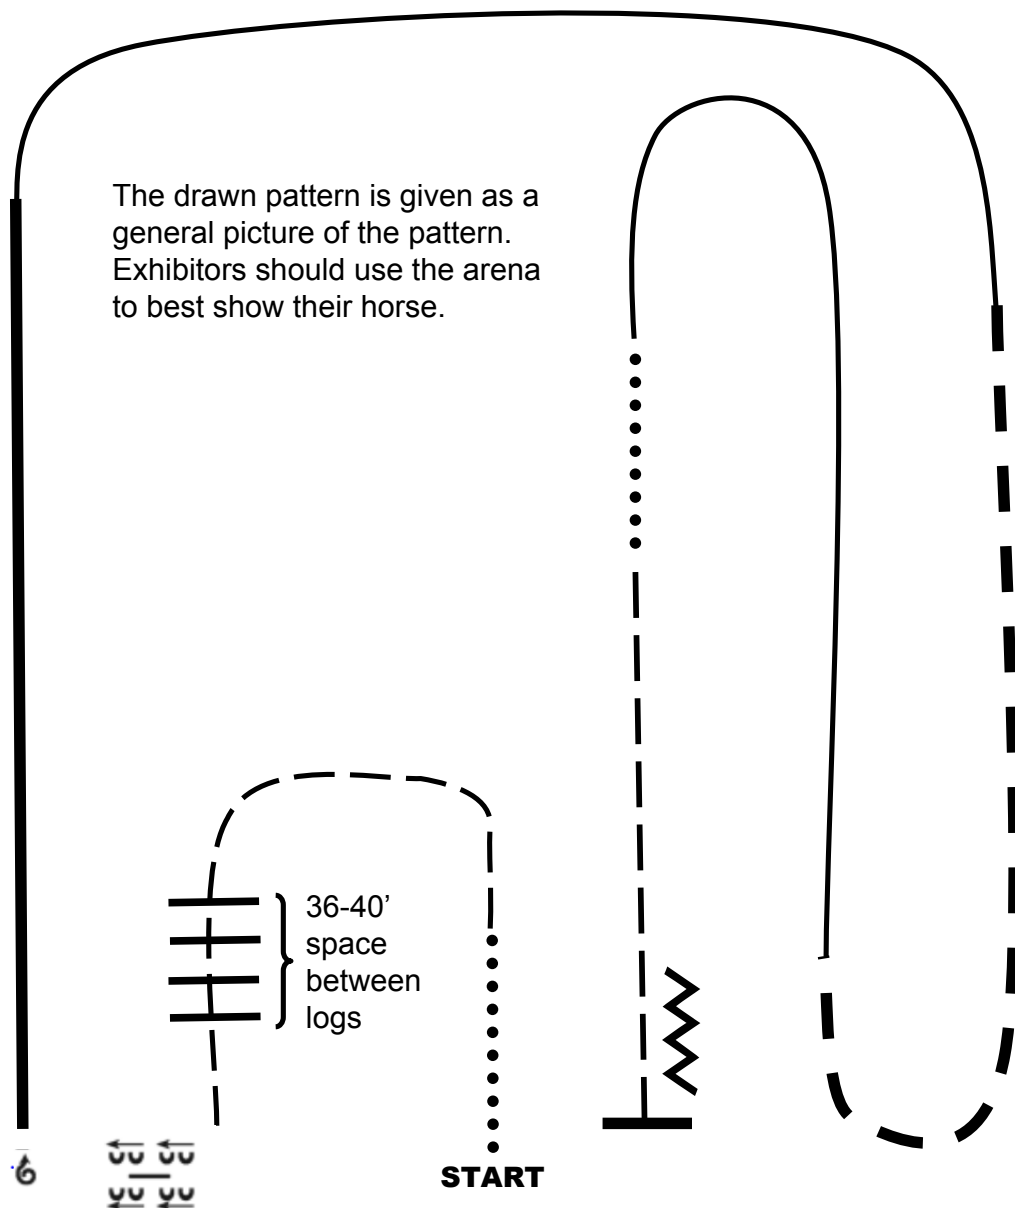 The drawn pattern is given as a
general picture of the pattern.
Exhibitors should use the arena
to best show their horse.
36-40’
space
between
logs
START